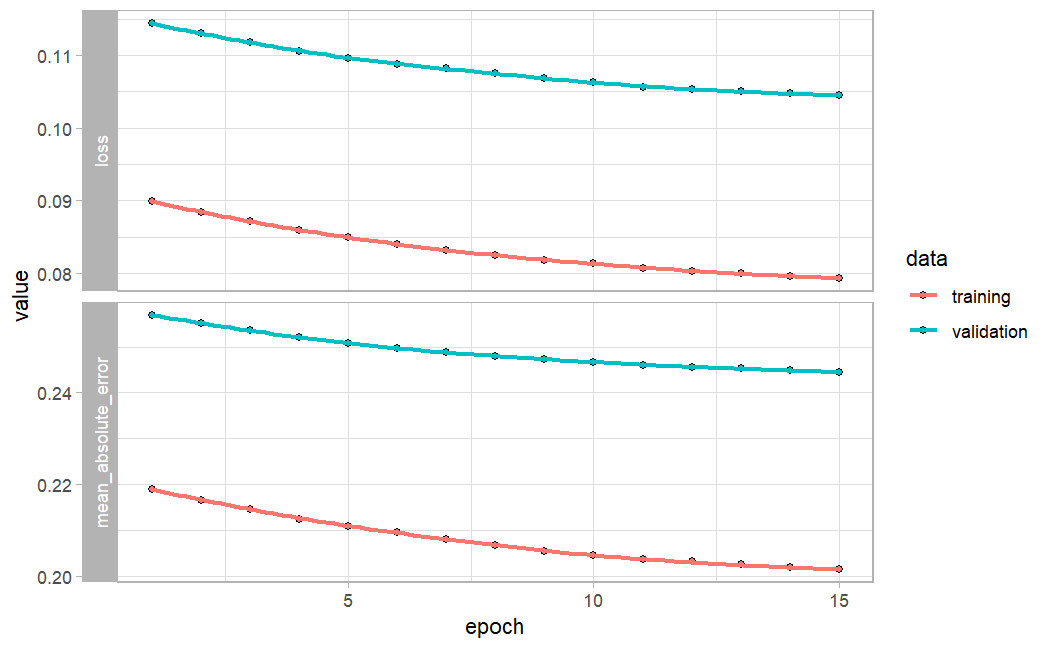 value
loss
0.11
0.10
0.09
0.08
mean_absolute_error
0.24
0.22
0.20
5
10
15
epoch
data
training
validation